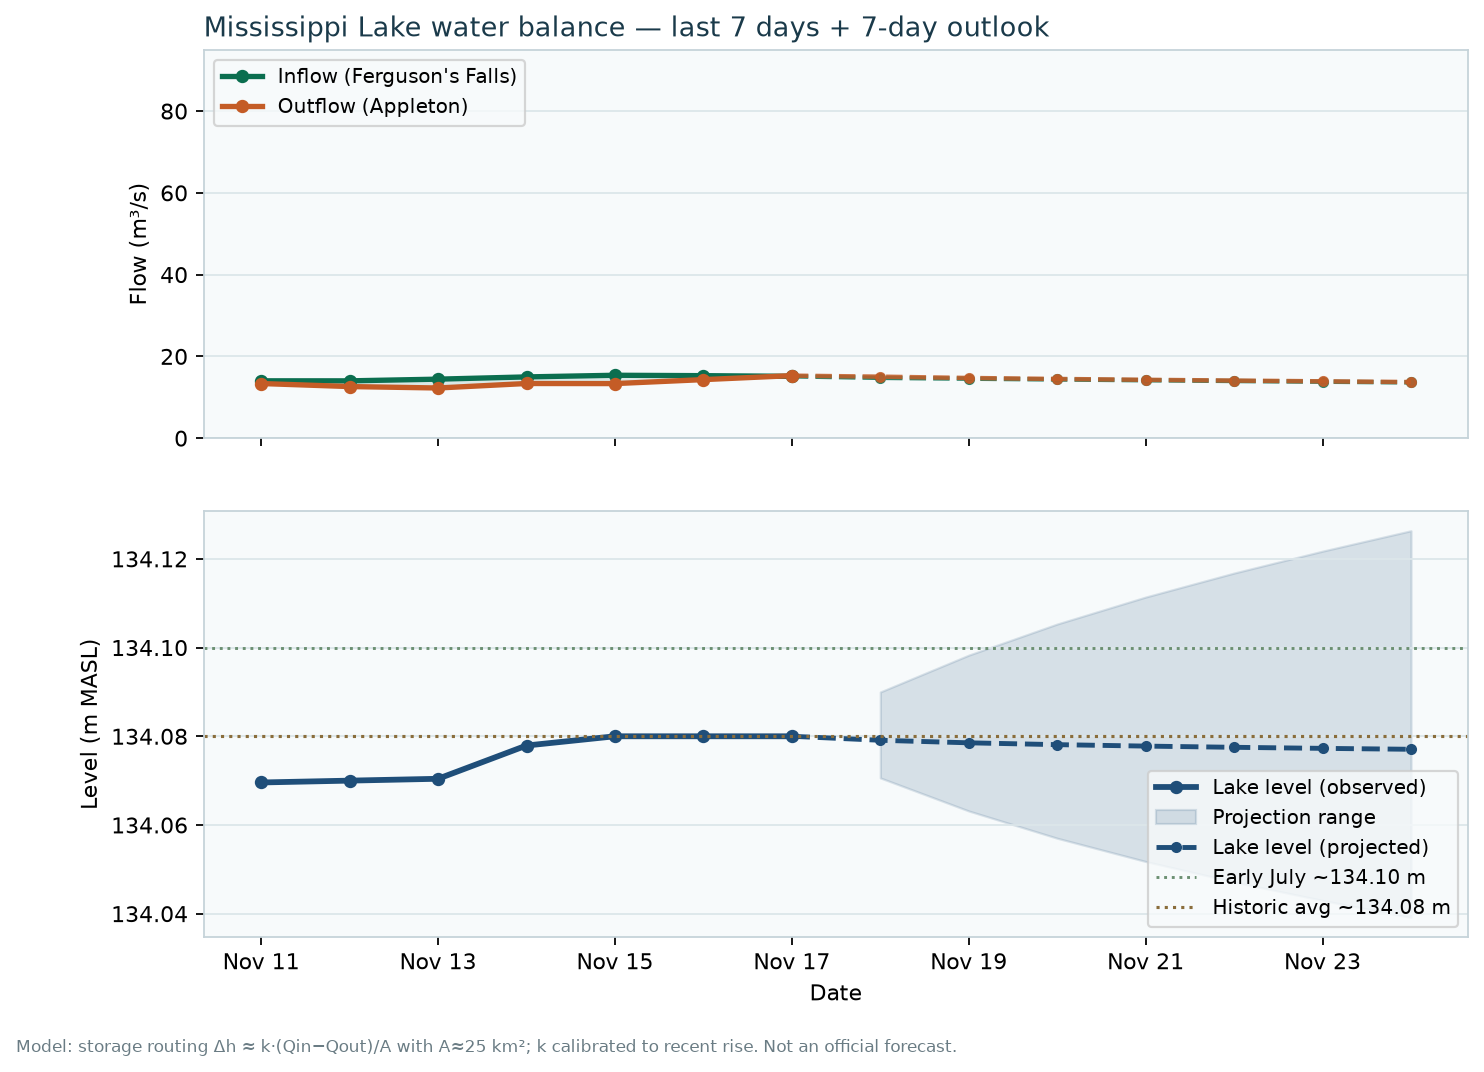 Mississippi Lake water balance — last 7 days + 7-day outlook
Inflow (Ferguson's Falls)
Outflow (Appleton)
Flow (m³/s)
80
60
40
20
0
Level (m MASL)
134.12
134.10
134.08
134.06
134.04
Lake level (observed)
Projection range
Lake level (projected)
Early July ~134.10 m
Historic avg ~134.08 m
Nov 11 Nov 13 Nov 15 Nov 17 Nov 19 Nov 21 Nov 23
Date
Model: storage routing Δh ≈ k·(Qin−Qout)/A with A≈25 km²; k calibrated to recent rise. Not an official forecast.